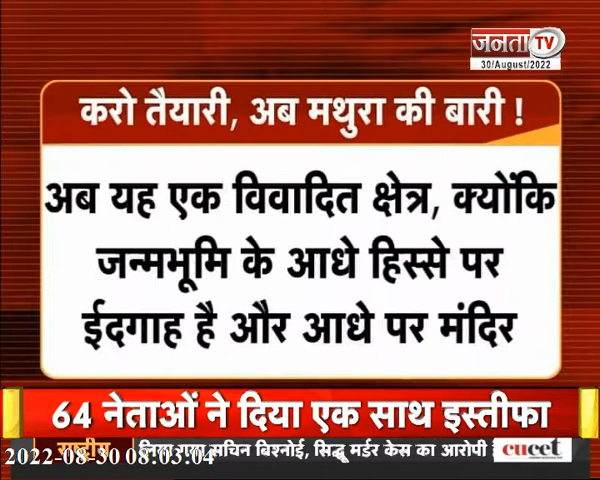 जनता TV
30/August/2022
करो तैयारी, अब मथुरा की बारी !
अब यह एक विवादित क्षेत्र, क्योंकि
जन्मभूमि के आधे हिस्से पर
ईदगाह है और आधे पर मंदिर
64 नेताओं ने दिया एक साथ इस्तीफा
राष्ट्रीय
लिया गया सचिन बिश्नोई, सिद्धू मर्डर केस का आरोपी
cucet
2022-08-30 08:03:04